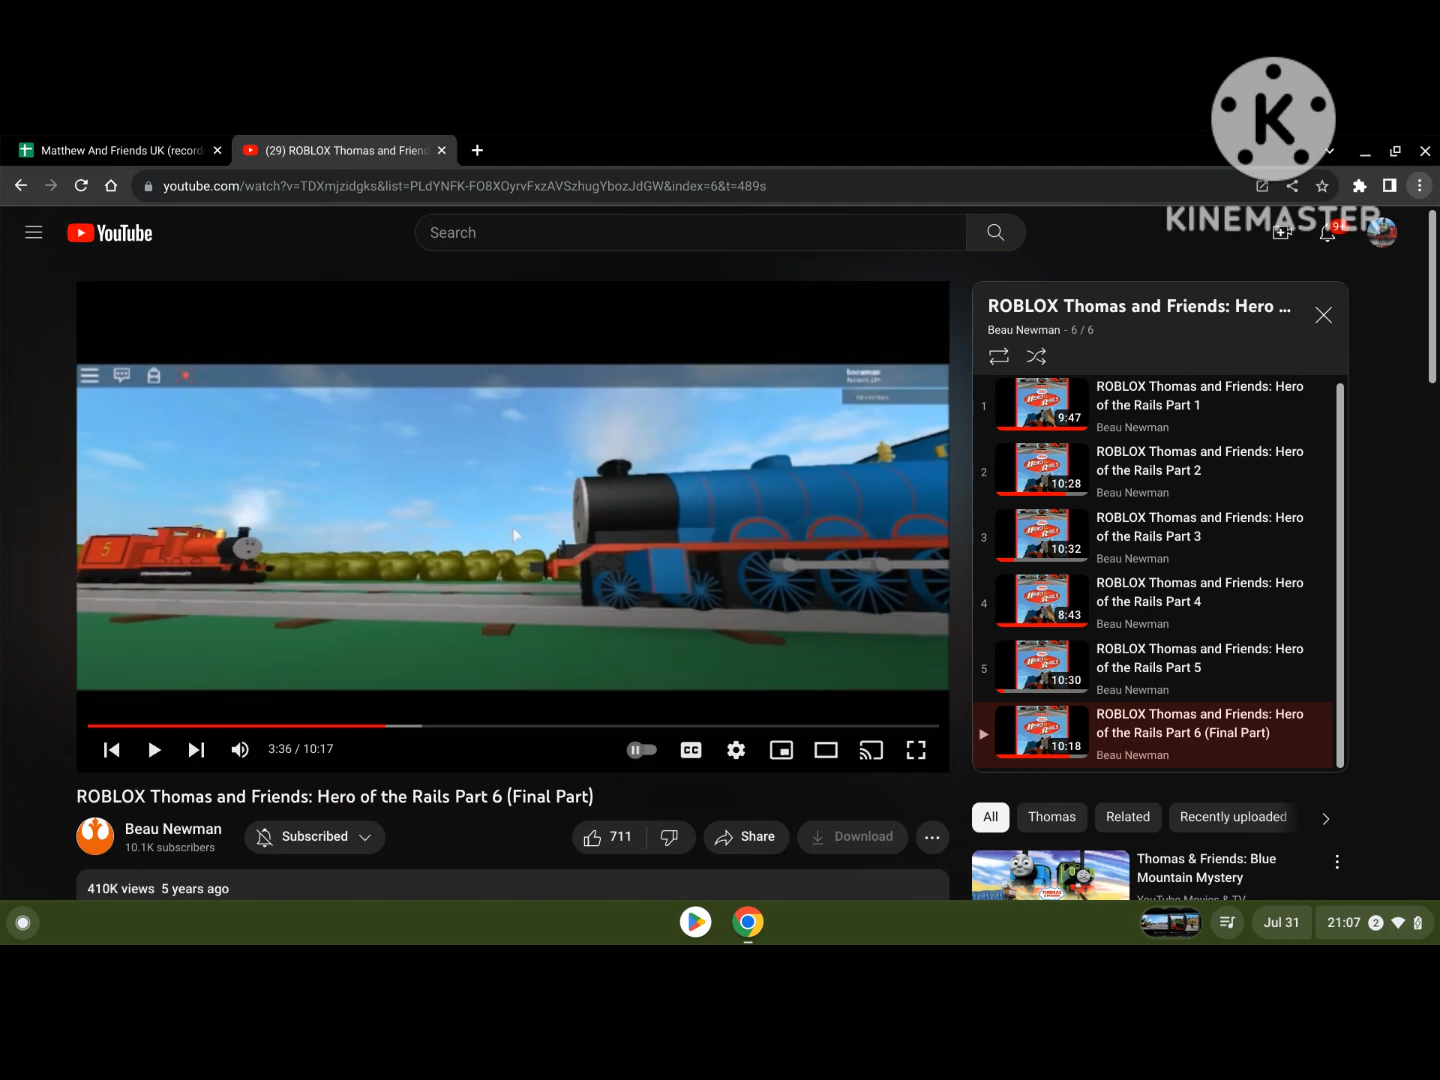 K
KINEMASTER
Matthew And Friends UK (record
(29) ROBLOX Thomas and Friend
youtube.com/watch?v=TDXmjzidgks&list=PLdYNFK-FO8XOyrvFxzAVSzhugYbozJdGW&index=6&t=489s
YouTube
Search
9+
5
ROBLOX Thomas and Friends: Hero ...
Beau Newman - 6 / 6
1
ROBLOX Thomas and Friends: Hero
of the Rails Part 1
9:47
Beau Newman
2
ROBLOX Thomas and Friends: Hero
of the Rails Part 2
10:28
Beau Newman
3
ROBLOX Thomas and Friends: Hero
of the Rails Part 3
10:32
Beau Newman
4
ROBLOX Thomas and Friends: Hero
of the Rails Part 4
8:43
Beau Newman
5
ROBLOX Thomas and Friends: Hero
of the Rails Part 5
10:30
Beau Newman
ROBLOX Thomas and Friends: Hero
of the Rails Part 6 (Final Part)
10:18
Beau Newman
3:36 / 10:17
CC
ROBLOX Thomas and Friends: Hero of the Rails Part 6 (Final Part)
Beau Newman
10.1K subscribers
Subscribed
711
Share
Download
410K views 5 years ago
All
Thomas
Related
Recently uploaded
Thomas & Friends: Blue
Mountain Mystery
YouTube Movies & TV
Jul 31
21:07
2